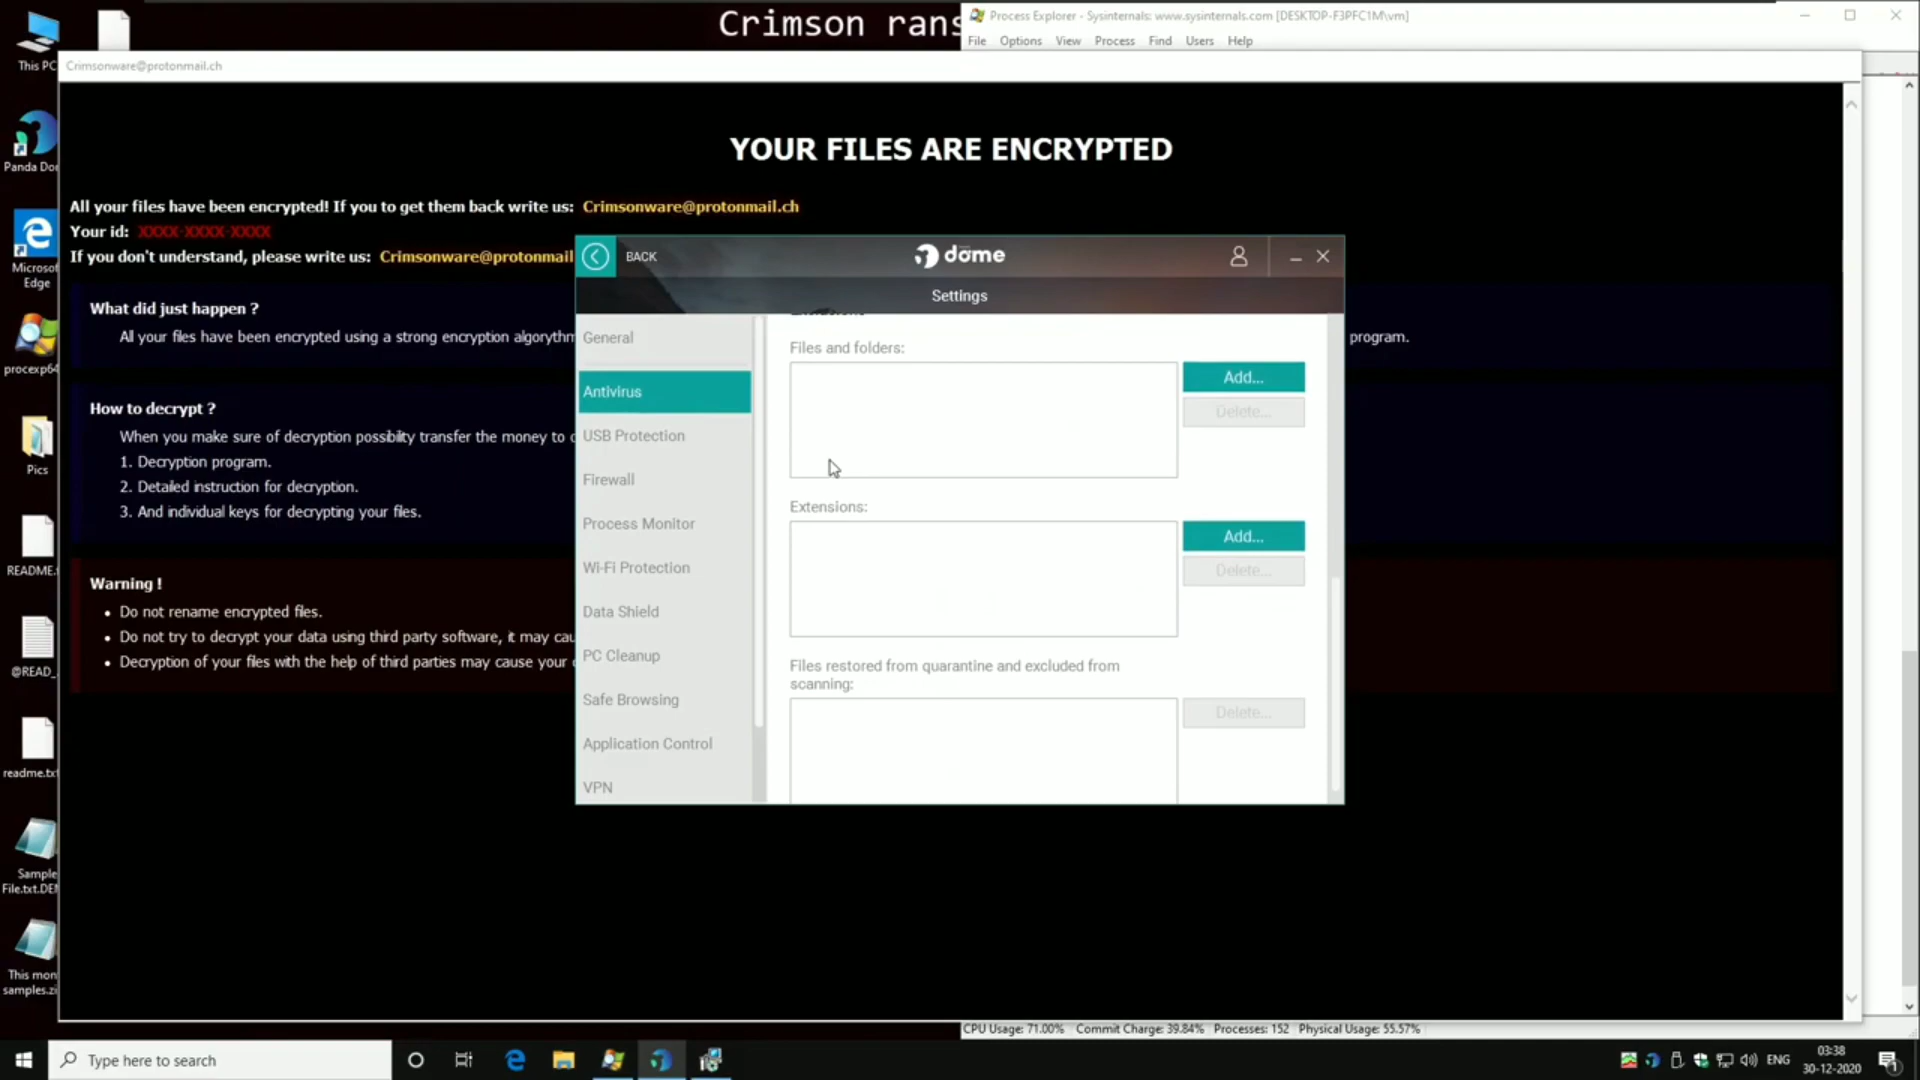 Crimson rans
Process Explorer - Sysinternals: www.sysinternals.com [DESKTOP-F3PFC1M\vm]
File Options View Process Find Users Help
This PC
Crimsonware@protonmail.ch
YOUR FILES ARE ENCRYPTED
All your files have been encrypted! If you to get them back write us: Crimsonware@protonmail.ch
Your id: XXXX-XXXX-XXXX
If you don't understand, please write us: Crimsonware@protonmail
What did just happen ?
All your files have been encrypted using a strong encryption algorythm
program.
How to decrypt ?
When you make sure of decryption possibility transfer the money to
1. Decryption program.
2. Detailed instruction for decryption.
3. And individual keys for decrypting your files.
Warning !
Do not rename encrypted files.
Do not try to decrypt your data using third party software, it may cau
Decryption of your files with the help of third parties may cause your
BACK
dome
Settings
General
Antivirus
USB Protection
Firewall
Process Monitor
Wi-Fi Protection
Data Shield
PC Cleanup
Safe Browsing
Application Control
VPN
Files and folders:
Add...
Delete...
Extensions:
Add...
Delete...
Files restored from quarantine and excluded from
scanning:
Delete...
Panda Dor
Microsof
Edge
procexp64
Pics
README.
@READ_
readme.txt
Sample
File.txt.DEM
This mon
samples.zi
CPU Usage: 71.00% Commit Charge: 39.84% Processes: 152 Physical Usage: 55.57%
Type here to search
ENG
03:38
30-12-2020
1